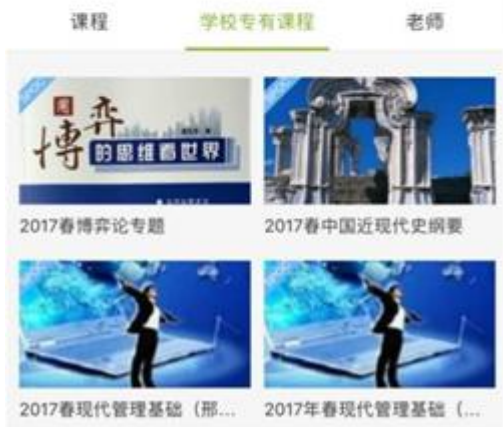 课程
学校专有课程
老师
用
博弈
的思维看世界
2017春博弈论专题
2017春中国近现代史纲要
2017春现代管理基础（邢...
2017年春现代管理基础（...